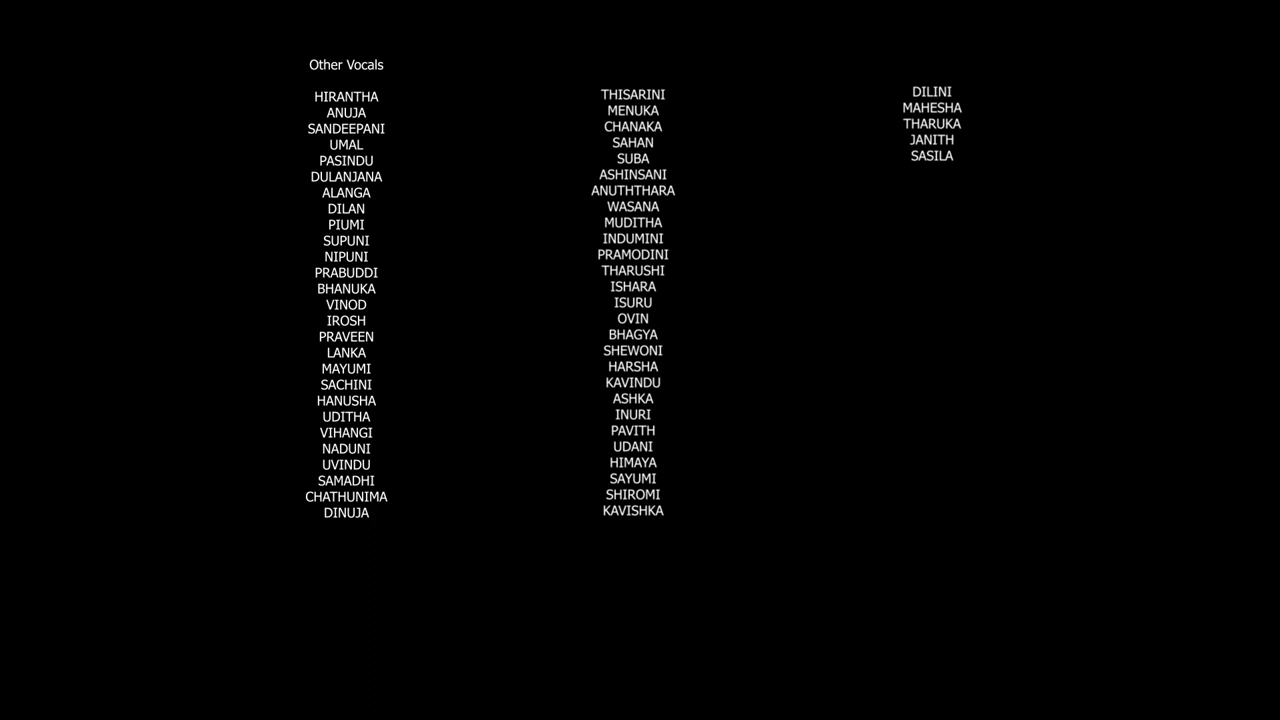 Other Vocals
HIRANTHA
ANUJA
SANDEEPANI
UMAL
PASINDU
DULANJANA
ALANGA
DILAN
PIUMI
SUPUNI
NIPUNI
PRABUDDI
BHANUKA
VINOD
IROSH
PRAVEEN
LANKA
MAYUMI
SACHINI
HANUSHA
UDITHA
VIHANGI
NADUNI
UVINDU
SAMADHI
CHATHUNIMA
DINUJA
THISARINI
MENUKA
CHANAKA
SAHAN
SUBA
ASHINSANI
ANUTHTHARA
WASANA
MUDITHA
INDUMINI
PRAMODINI
THARUSHI
ISHARA
ISURU
OVIN
BHAGYA
SHEWONI
HARSHA
KAVINDU
ASHKA
INURI
PAVITH
UDANI
HIMAYA
SAYUMI
SHIROMI
KAVISHKA
DILINI
MAHESHA
THARUKA
JANITH
SASILA